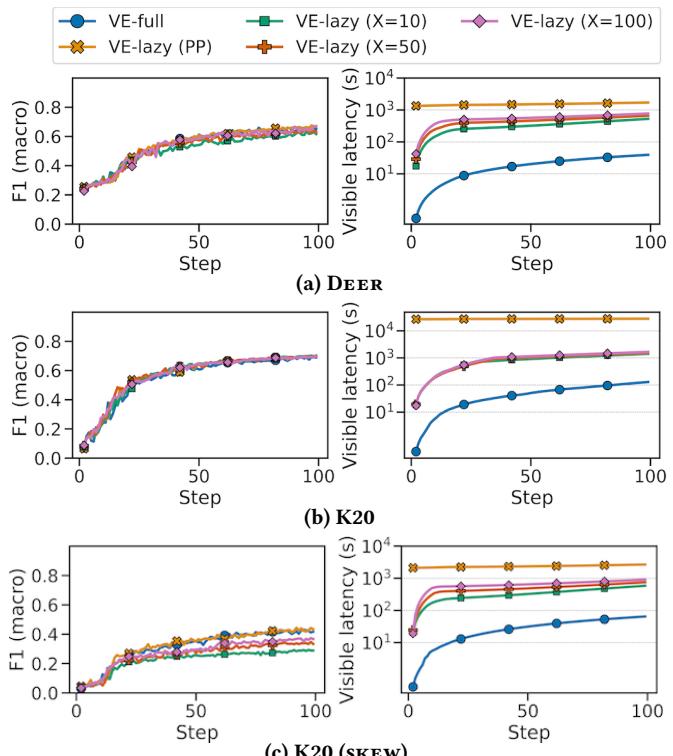 VE-full VE-lazy (X=10) VE-lazy (X=100)
VE-lazy (PP) VE-lazy (X=50)
F1 (macro)
0.8
0.6
0.4
0.2
0.0
0 50 100
Step
Visible latency (s)
10^4
10^3
10^2
10^1
0 50 100
Step
(a) DEER
F1 (macro)
0.8
0.6
0.4
0.2
0.0
0 50 100
Step
Visible latency (s)
10^4
10^3
10^2
10^1
0 50 100
Step
(b) K20
F1 (macro)
0.8
0.6
0.4
0.2
0.0
0 50 100
Step
Visible latency (s)
10^4
10^3
10^2
10^1
0 50 100
Step
(c) K20 (SKEW)